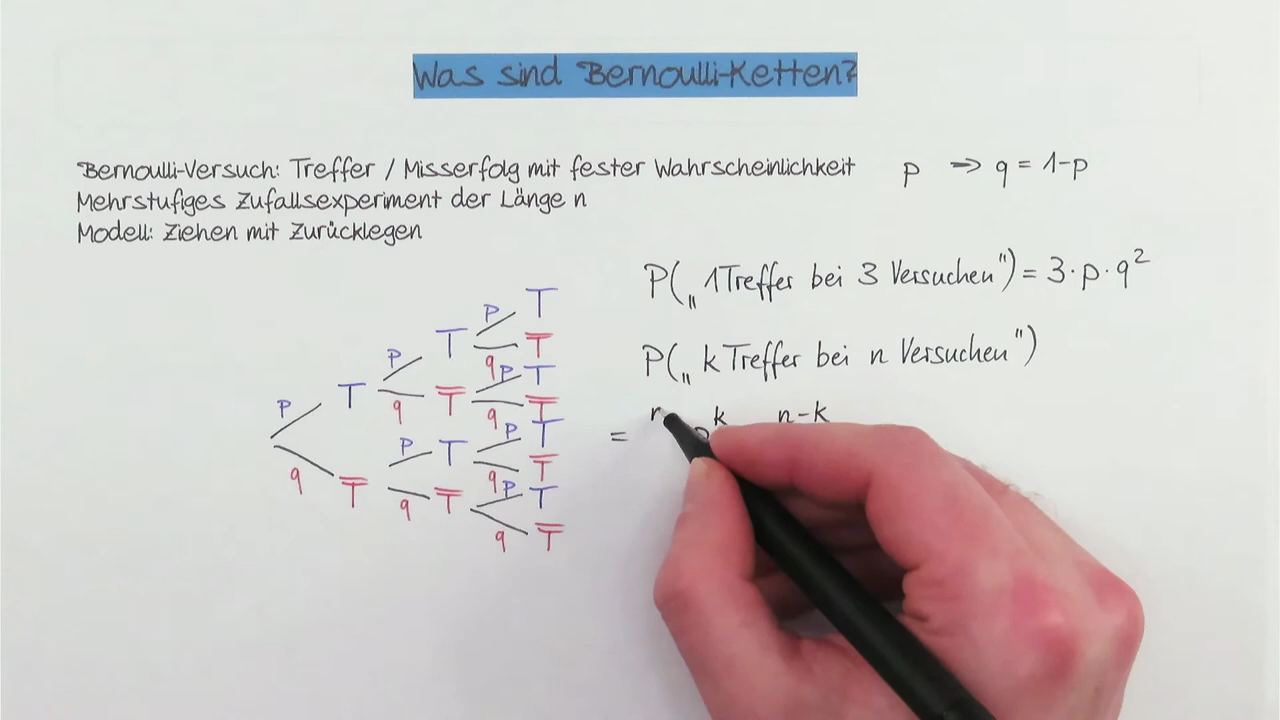 Was sind Bernoulli-Ketten?
Bernoulli-Versuch: Treffer / Misserfolg mit fester Wahrscheinlichkeit p => q = 1-p
Mehrstufiges Zufallsexperiment der Länge n
Modell: Ziehen mit Zurücklegen
P(„1 Treffer bei 3 Versuchen") = 3·p·q²
P(„k Treffer bei n Versuchen")
= k n-k
p T
p T
q T̅
p T
q p T
q T̅
q T̅
p T
p T
q T̅
q T̅
q p T
q T̅
q T̅